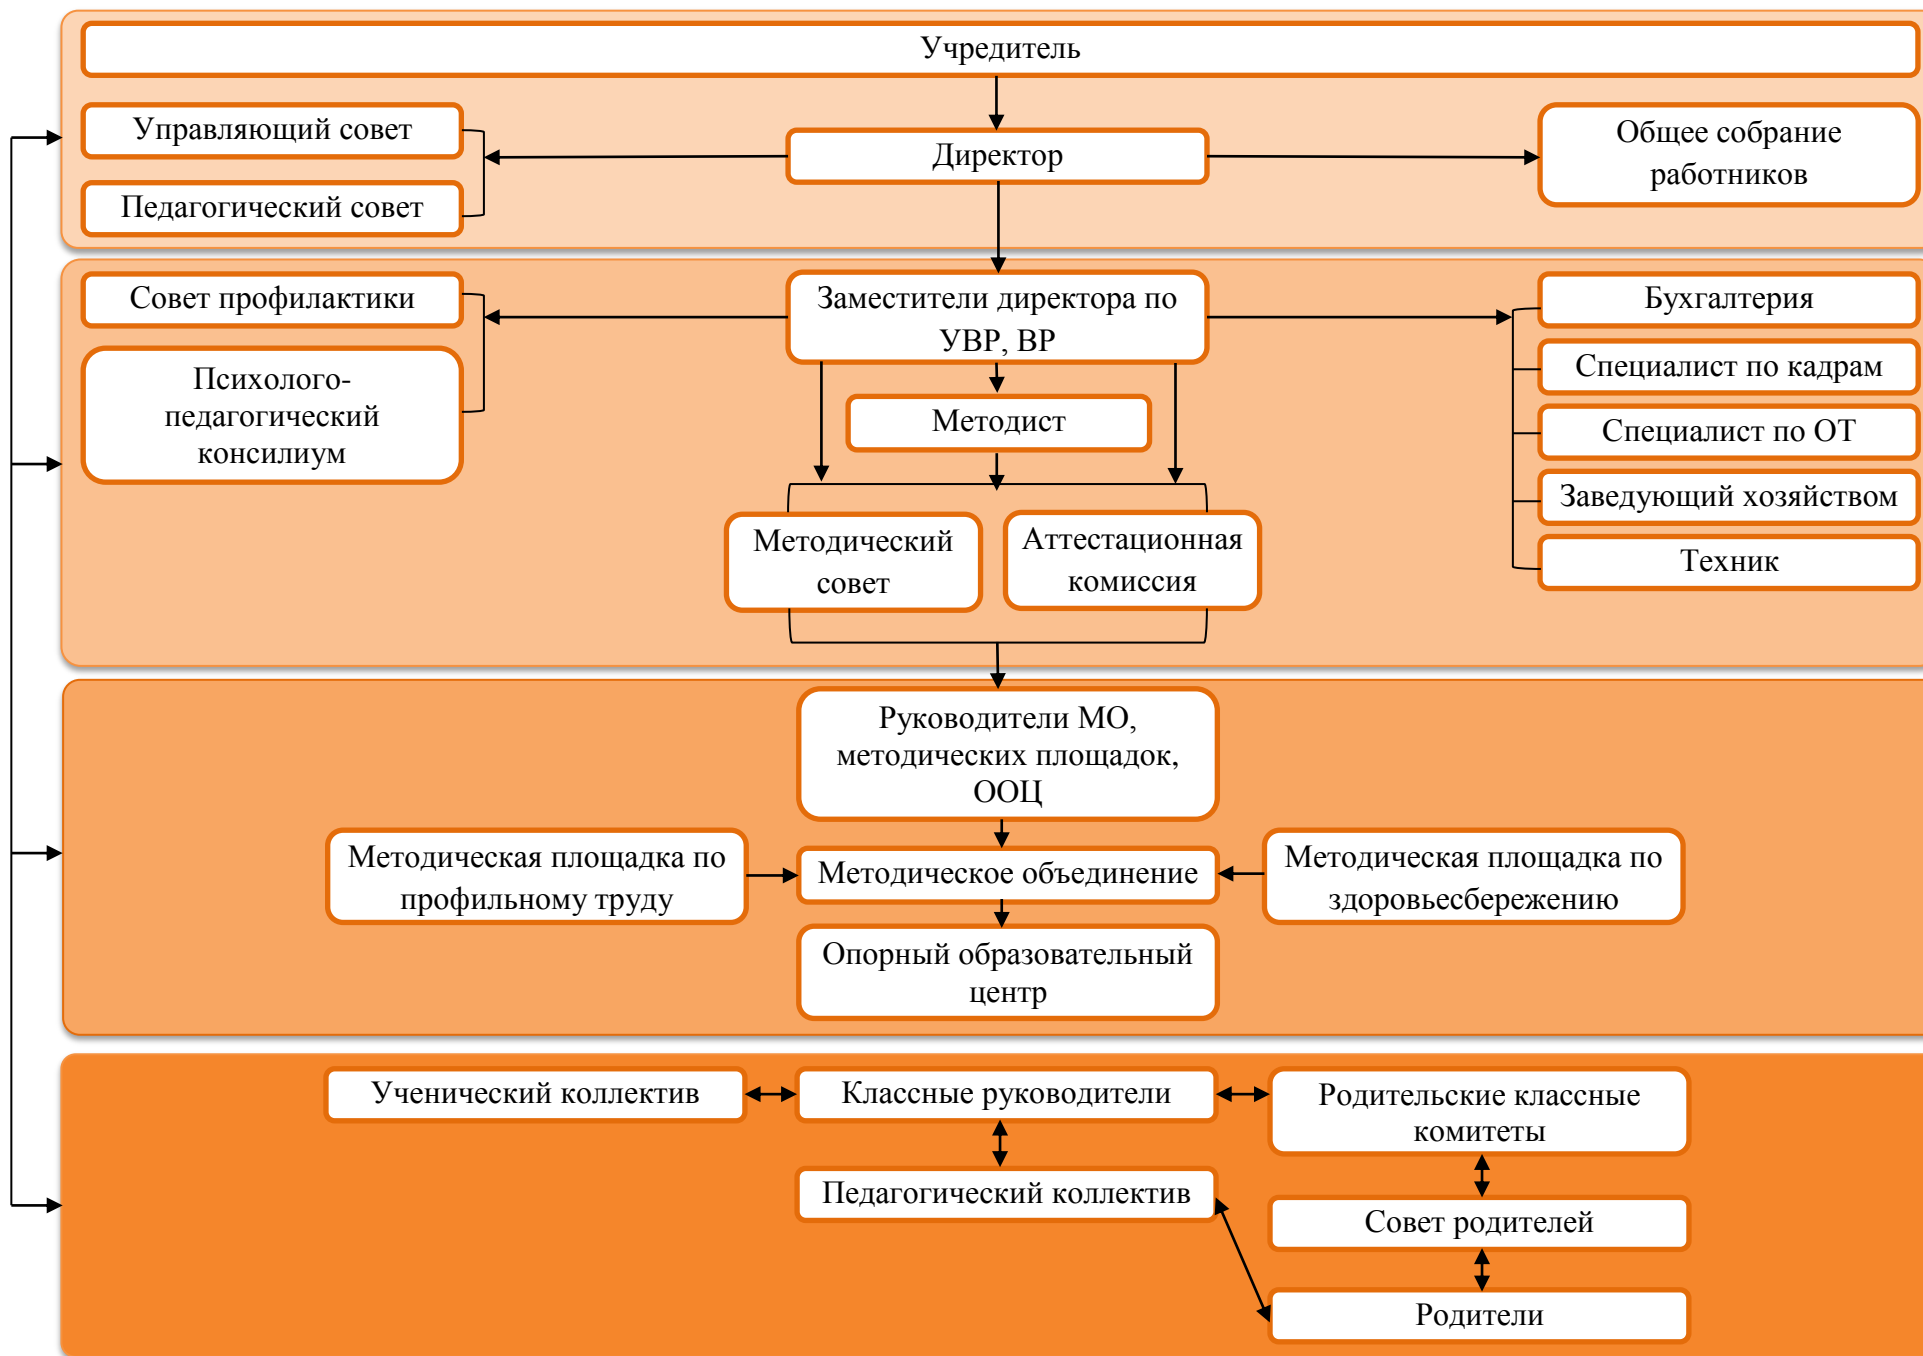 Учредитель
Управляющий совет
Директор
Общее собрание
работников
Педагогический совет
Совет профилактики
Заместители директора по
УВР, ВР
Бухгалтерия
Психолого-
педагогический
консилиум
Специалист по кадрам
Методист
Специалист по ОТ
Заведующий хозяйством
Методический
совет
Аттестационная
комиссия
Техник
Руководители МО,
методических площадок,
ООЦ
Методическая площадка по
профильному труду
Методическое объединение
Методическая площадка по
здоровьесбережению
Опорный образовательный
центр
Ученический коллектив
Классные руководители
Родительские классные
комитеты
Педагогический коллектив
Совет родителей
Родители